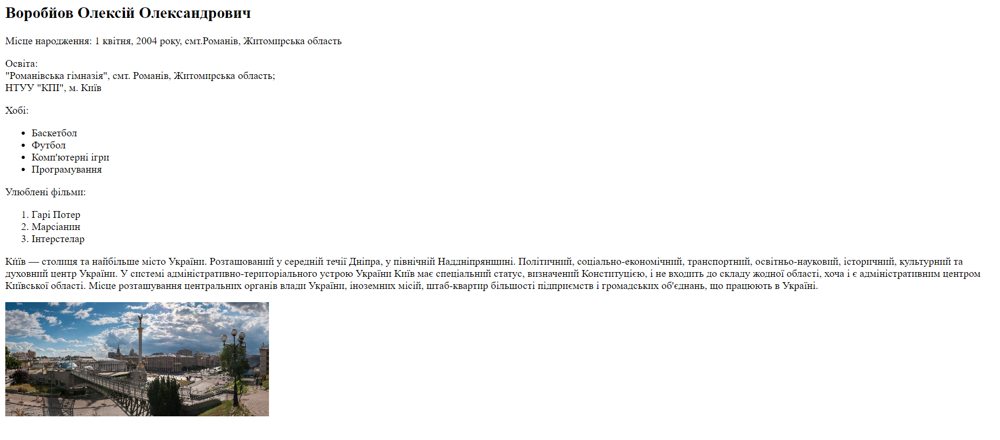 Воробйов Олексій Олександрович
Місце народження: 1 квітня, 2004 року, смт.Романів, Житомирська область
Освіта:
"Романівська гімназія", смт. Романів, Житомирська область;
НТУУ "КПІ", м. Київ
Хобі:
• Баскетбол
• Футбол
• Комп'ютерні ігри
• Програмування
Улюблені фільми:
1. Гарі Потер
2. Марсіанин
3. Інтерстелар
Ки́їв — столиця та найбільше місто України. Розташований у середній течії Дніпра, у північній Наддніпрянщині. Політичний, соціально-економічний, транспортний, освітньо-науковий, історичний, культурний та
духовний центр України. У системі адміністративно-територіального устрою України Київ має спеціальний статус, визначений Конституцією, і не входить до складу жодної області, хоча і є адміністративним центром
Київської області. Місце розташування центральних органів влади України, іноземних місій, штаб-квартир більшості підприємств і громадських об'єднань, що працюють в Україні.